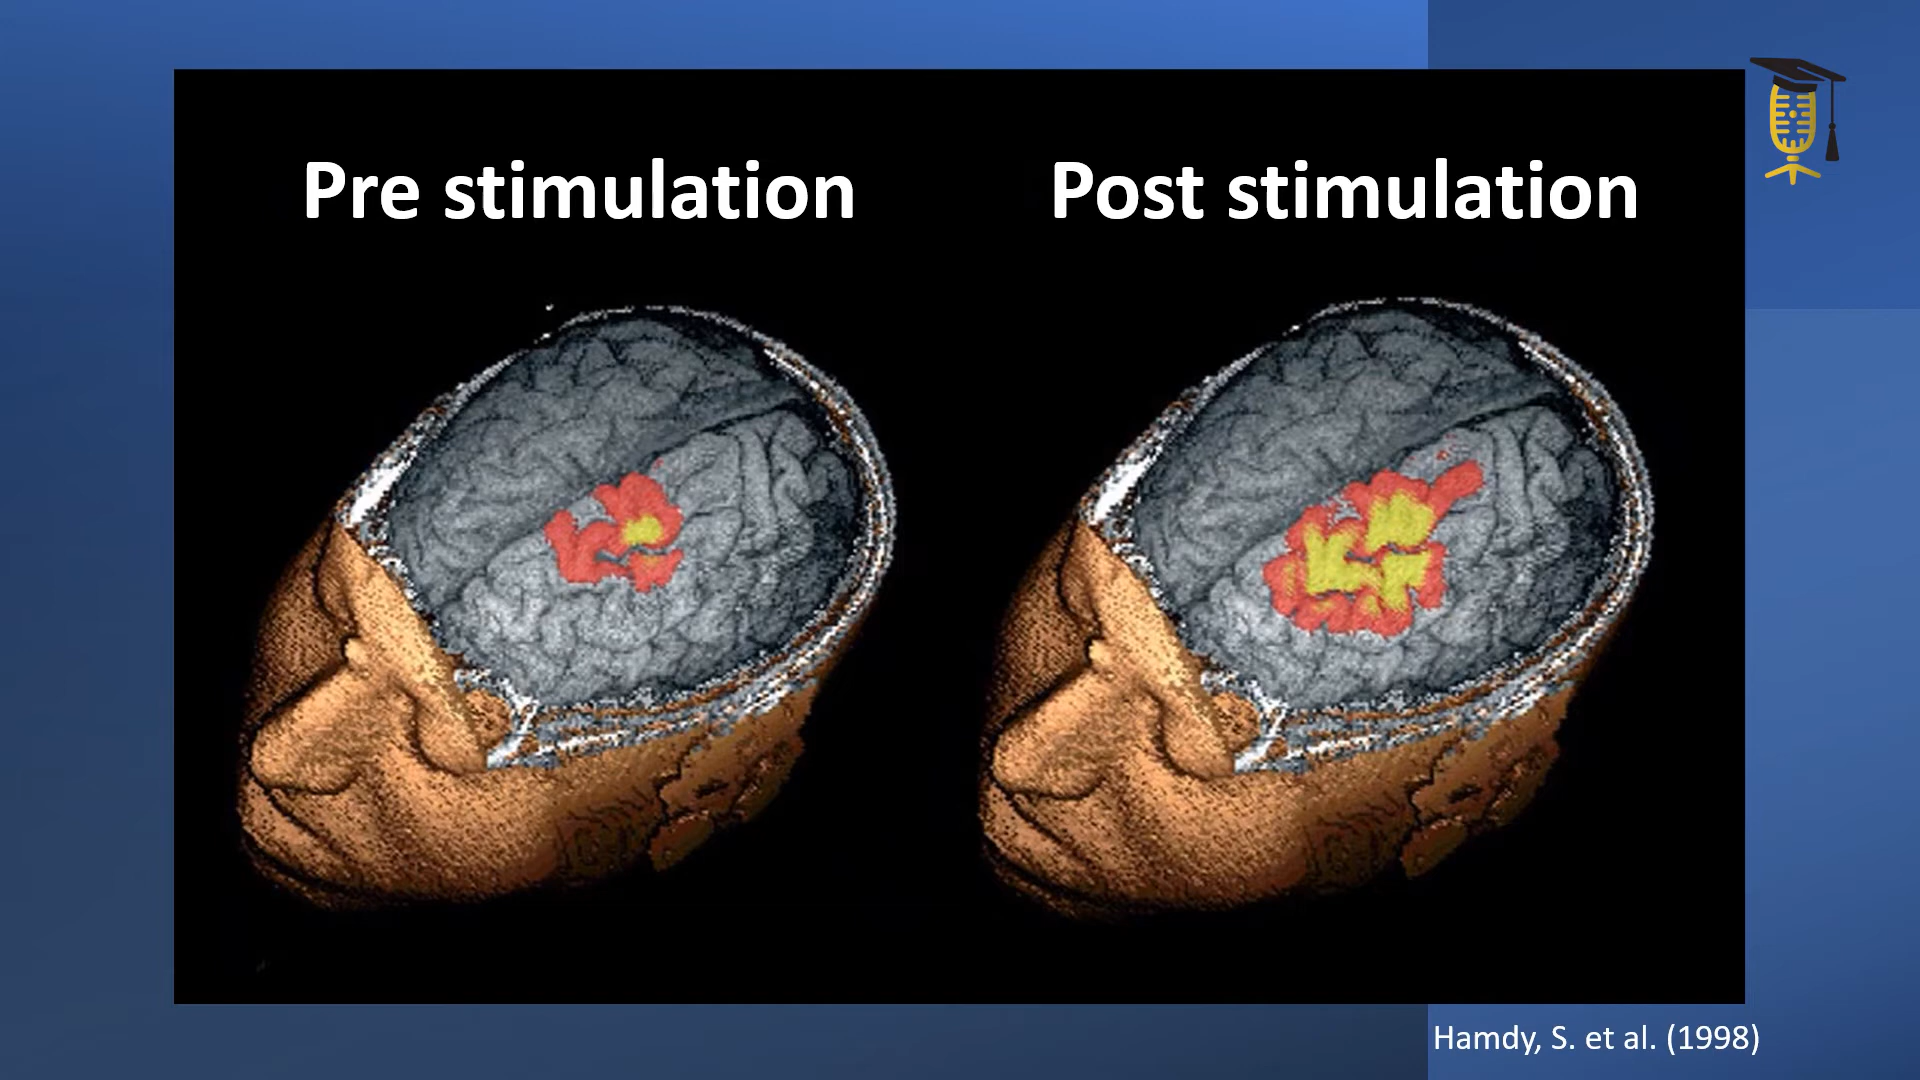 Pre stimulation
Post stimulation
Hamdy, S. et al. (1998)